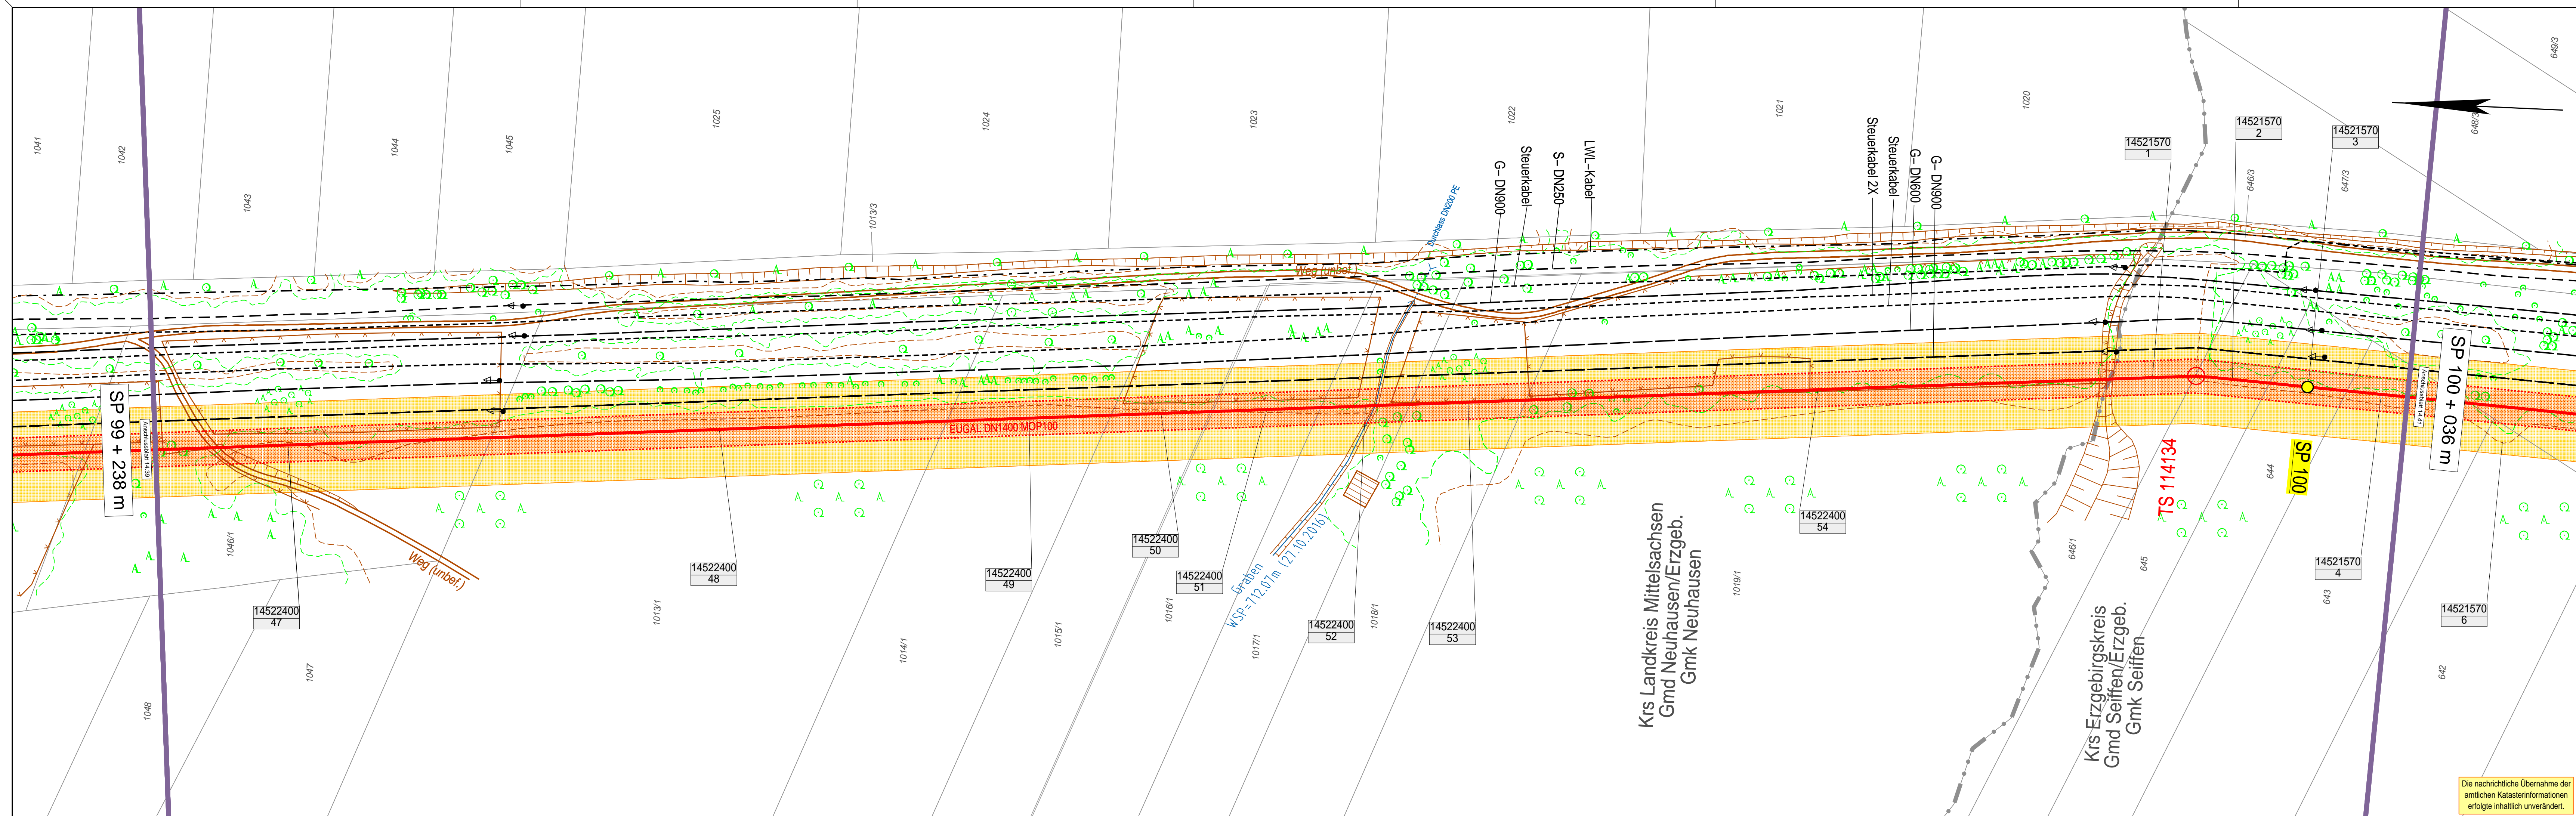 1041
1042
1043
1044
1045
1025
1013/3
1024
1023
1022
1021
1020
649/3
648/3
647/3
646/3
14521570
1
14521570
2
14521570
3
G- DN900
Steuerkabel
S- DN250
LWL-Kabel
Steuerkabel 2X
Steuerkabel
G- DN600
G- DN900
Durchlass DN200 PE
Weg (unbef.)
SP 99 + 238 m
Anschlussblatt 14.39
EUGAL DN1400 MOP100
SP 100 + 036 m
Anschlussblatt 14.41
TS 114134
SP 100
Weg (unbef.)
Graben
WSP=712.07m (27.10.2016)
14522400
47
14522400
48
14522400
49
14522400
50
14522400
51
14522400
52
14522400
53
14522400
54
14521570
4
14521570
6
1046/1
1047
1048
1013/1
1014/1
1015/1
1016/1
1017/1
1018/1
1019/1
646/1
645
644
643
642
Krs Landkreis Mittelsachsen
Gmd Neuhausen/Erzgeb.
Gmk Neuhausen
Krs Erzgebirgskreis
Gmd Seiffen/Erzgeb.
Gmk Seiffen
Die nachrichtliche Übernahme der
amtlichen Katasterinformationen
erfolgte inhaltlich unverändert.